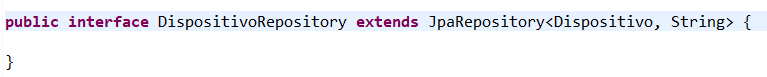 public interface DispositivoRepository extends JpaRepository<Dispositivo, String> {
}